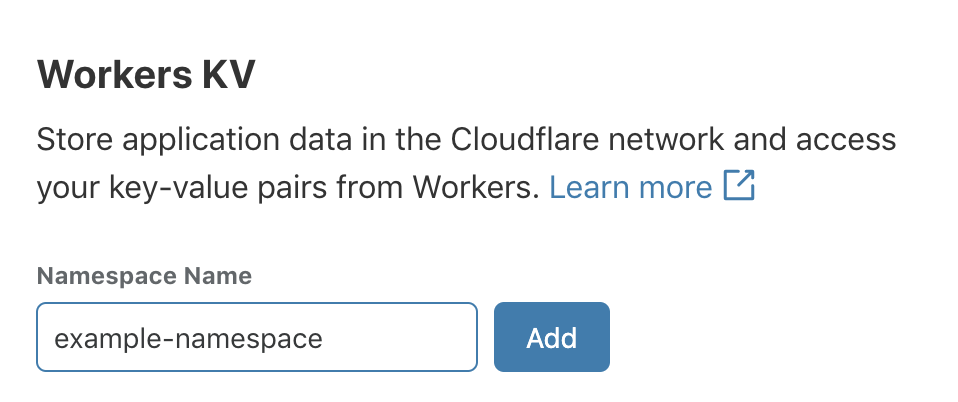 Workers KV
Store application data in the Cloudflare network and access
your key-value pairs from Workers. Learn more
Namespace Name
example-namespace
Add